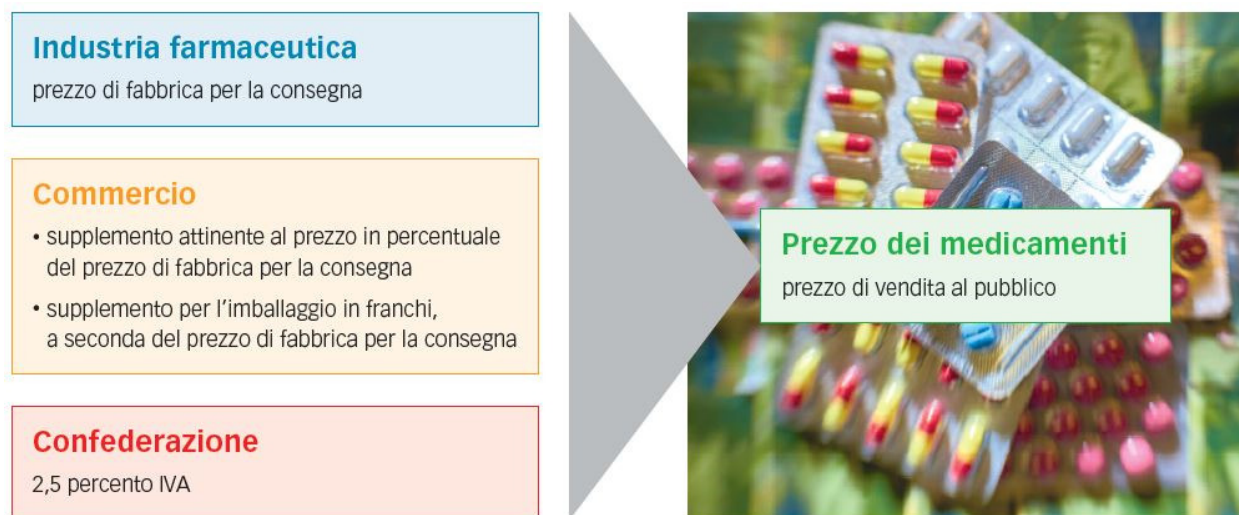 Industria farmaceutica
prezzo di fabbrica per la consegna
Commercio
• supplemento attinente al prezzo in percentuale
del prezzo di fabbrica per la consegna
• supplemento per l’imballaggio in franchi,
a seconda del prezzo di fabbrica per la consegna
Confederazione
2,5 percento IVA
Prezzo dei medicamenti
prezzo di vendita al pubblico